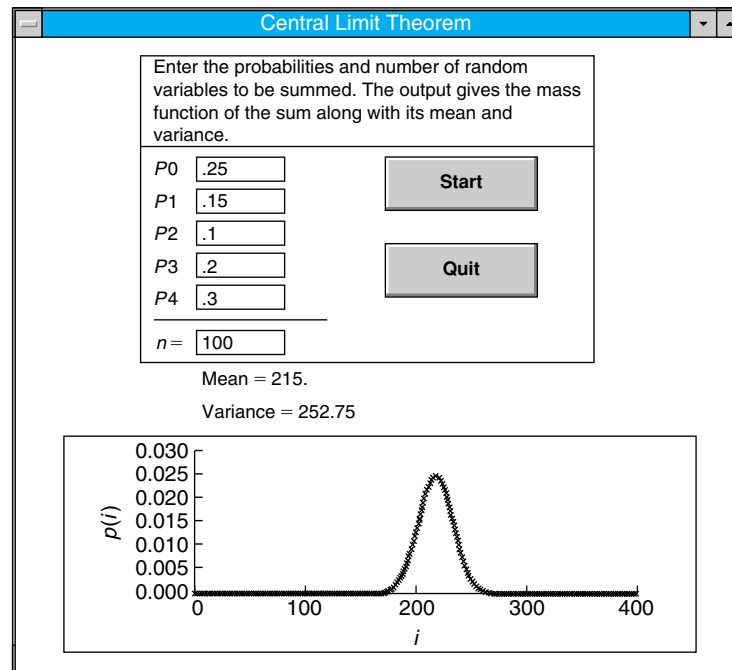 Central Limit Theorem
Enter the probabilities and number of random
variables to be summed. The output gives the mass
function of the sum along with its mean and
variance.
P0 .25
P1 .15
P2 .1
P3 .2
P4 .3
n = 100
Start
Quit
Mean = 215.
Variance = 252.75
0.030
0.025
0.020
0.015
0.010
0.005
0.000
p(i)
0 100 200 300 400
i